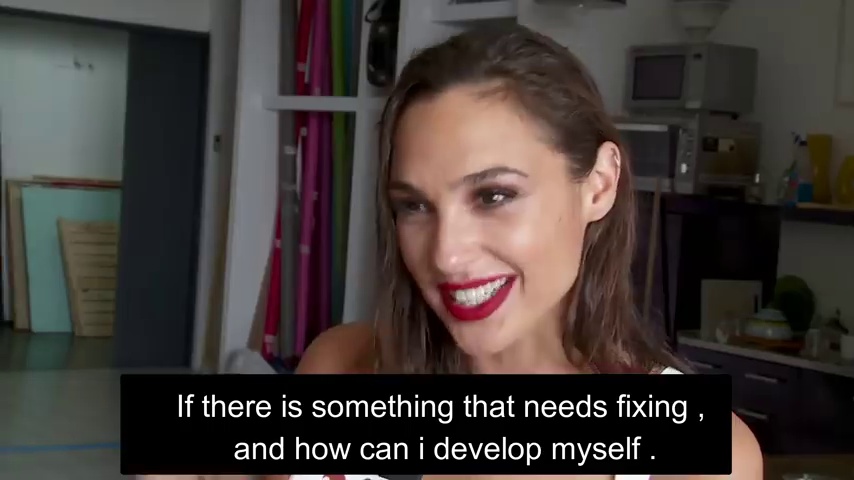 If there is something that needs fixing ,
and how can i develop myself .